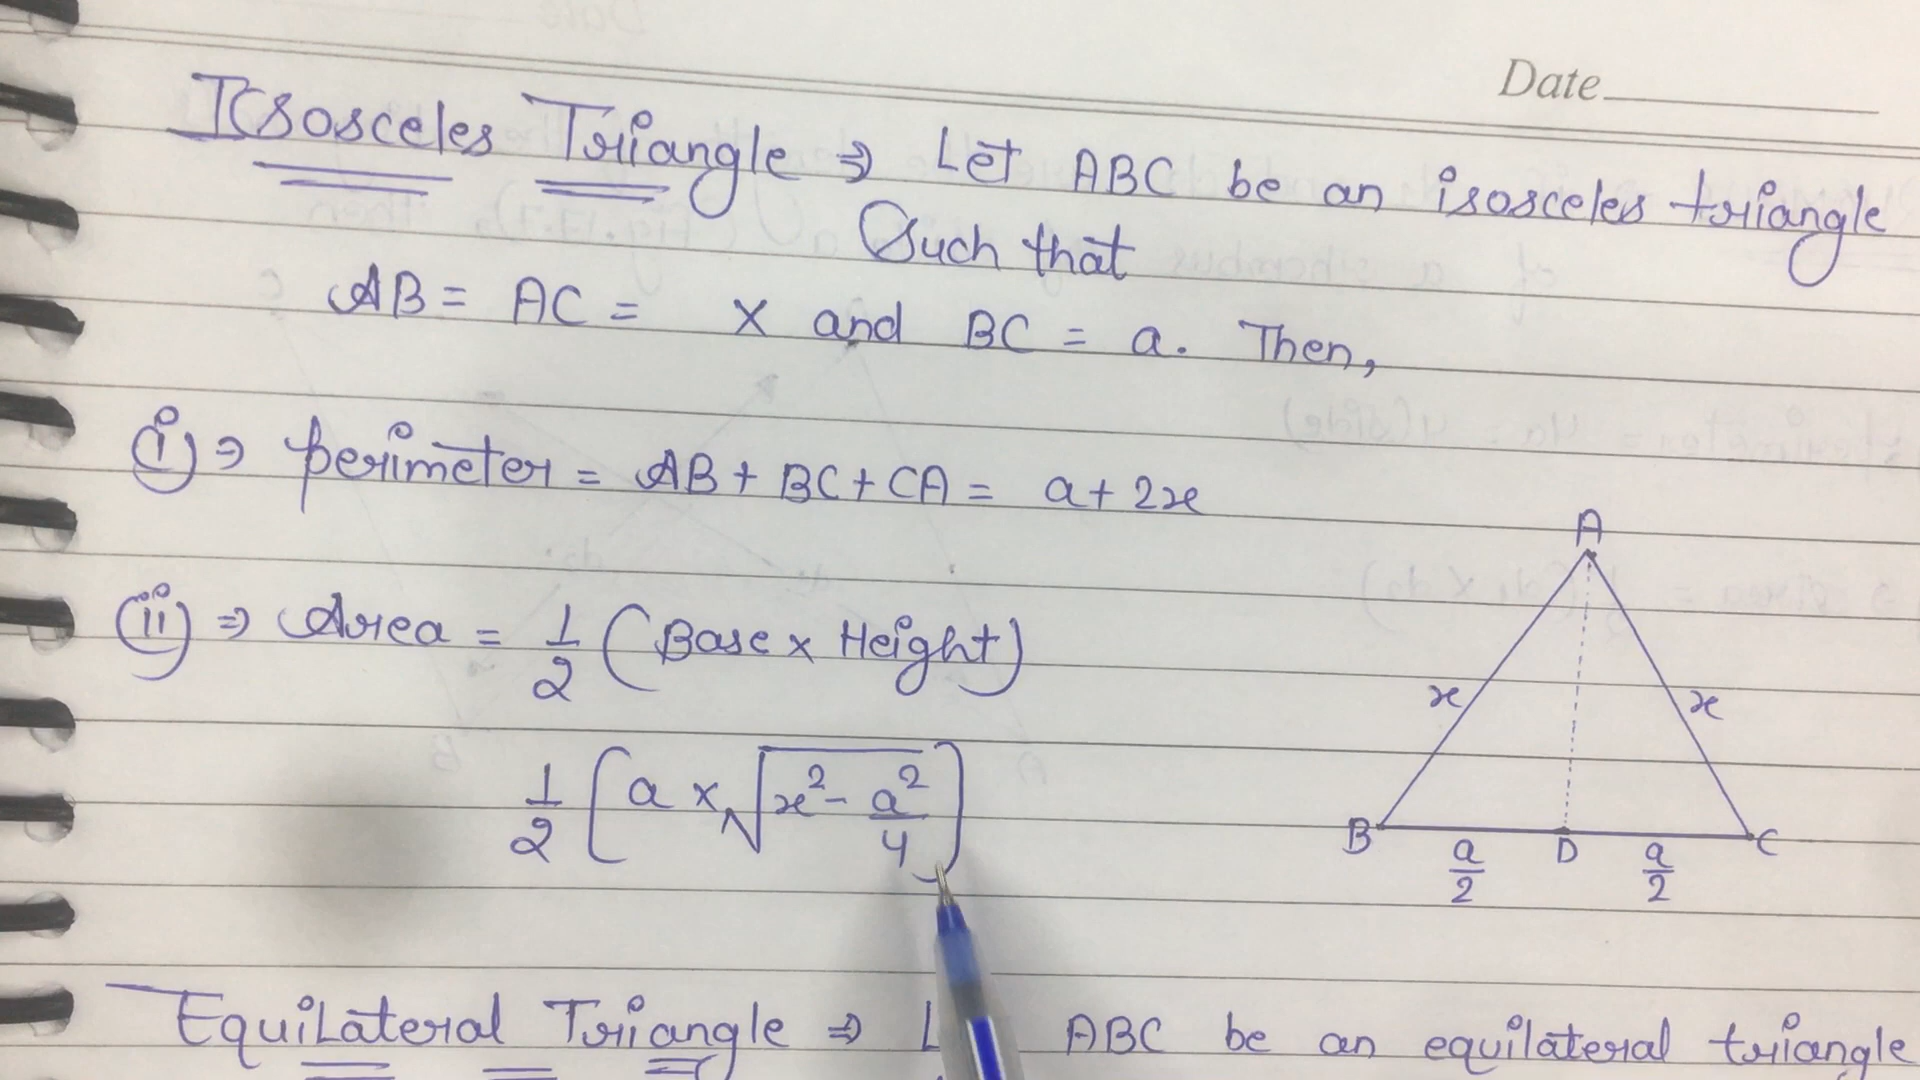 Date
Isosceles Triangle ⇒ Let ABC be an isosceles triangle
Such that
AB = AC = x and BC = a. Then,
(i) ⇒ Perimeter = AB + BC + CA = a + 2x
(ii) ⇒ Area = 1/2 (Base × Height)
1/2 [a × √(x² - a²/4)]
A
x x
B D C
a/2 a/2
Equilateral Triangle ⇒ L ABC be an equilateral triangle